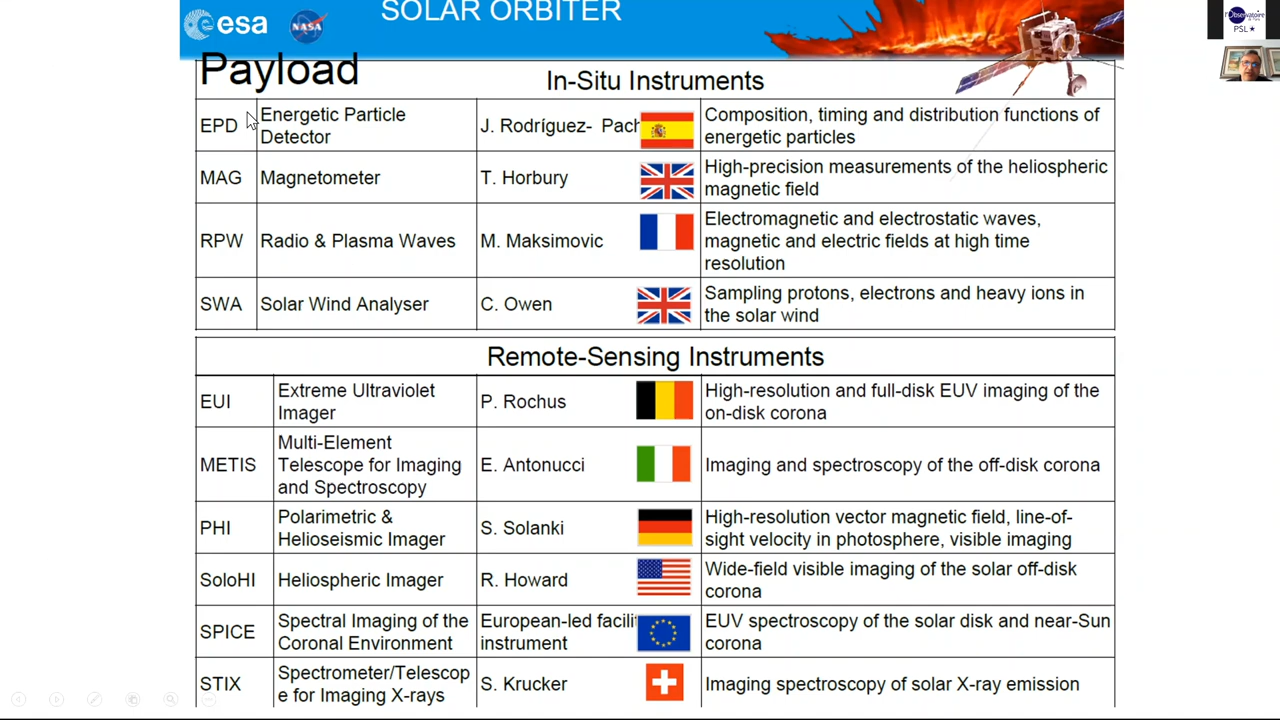 esa
NASA
SOLAR ORBITER
l'Observatoire
PSL★
Payload
In-Situ Instruments
EPD
Energetic Particle
Detector
J. Rodríguez- Pach
Composition, timing and distribution functions of
energetic particles
MAG
Magnetometer
T. Horbury
High-precision measurements of the heliospheric
magnetic field
RPW
Radio & Plasma Waves
M. Maksimovic
Electromagnetic and electrostatic waves,
magnetic and electric fields at high time
resolution
SWA
Solar Wind Analyser
C. Owen
Sampling protons, electrons and heavy ions in
the solar wind
Remote-Sensing Instruments
EUI
Extreme Ultraviolet
Imager
P. Rochus
High-resolution and full-disk EUV imaging of the
on-disk corona
METIS
Multi-Element
Telescope for Imaging
and Spectroscopy
E. Antonucci
Imaging and spectroscopy of the off-disk corona
PHI
Polarimetric &
Helioseismic Imager
S. Solanki
High-resolution vector magnetic field, line-of-
sight velocity in photosphere, visible imaging
SoloHI
Heliospheric Imager
R. Howard
Wide-field visible imaging of the solar off-disk
corona
SPICE
Spectral Imaging of the
Coronal Environment
European-led facilit
instrument
EUV spectroscopy of the solar disk and near-Sun
corona
STIX
Spectrometer/Telescop
e for Imaging X-rays
S. Krucker
Imaging spectroscopy of solar X-ray emission